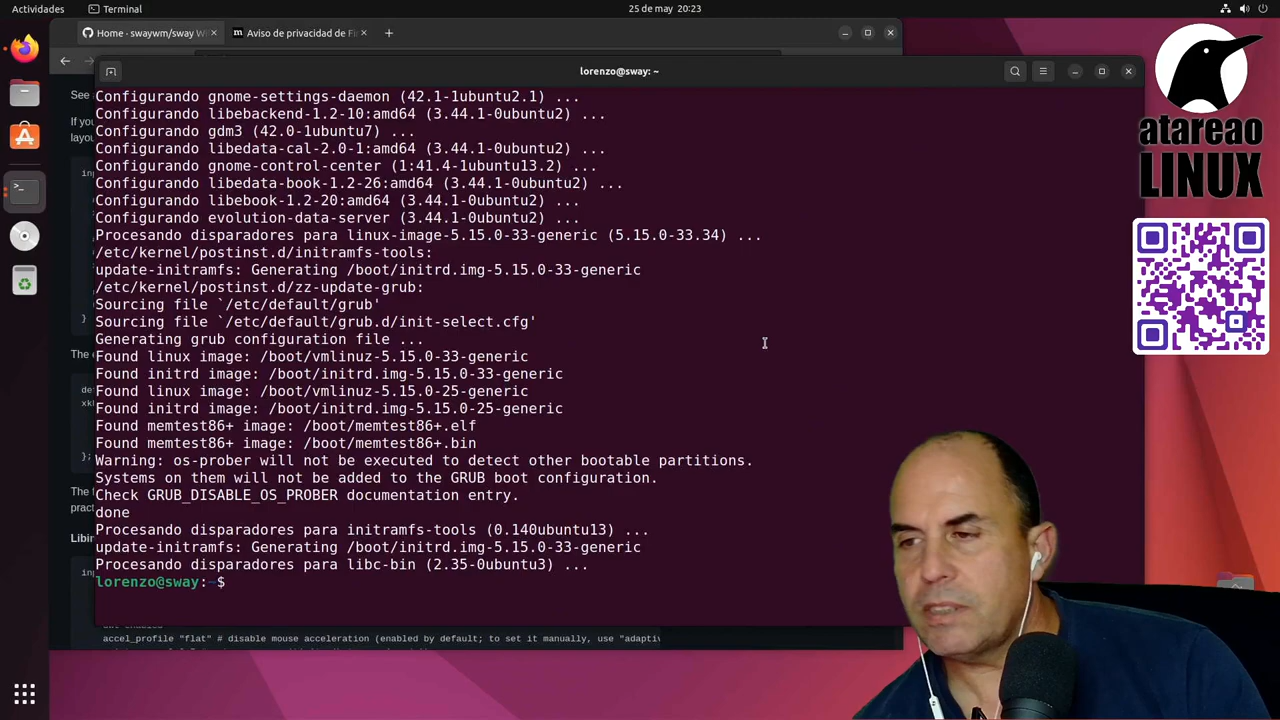 Actividades
Terminal
25 de may 20:23
Home · swaywm/sway Wi
Aviso de privacidad de Fi
lorenzo@sway: ~
See
If you
layou
in
}
The d
def
xk
};
The f
pract
Libin
in
Configurando gnome-settings-daemon (42.1-1ubuntu2.1) ...
Configurando libebackend-1.2-10:amd64 (3.44.1-0ubuntu2) ...
Configurando gdm3 (42.0-1ubuntu7) ...
Configurando libedata-cal-2.0-1:amd64 (3.44.1-0ubuntu2) ...
Configurando gnome-control-center (1:41.4-1ubuntu13.2) ...
Configurando libedata-book-1.2-26:amd64 (3.44.1-0ubuntu2) ...
Configurando libebook-1.2-20:amd64 (3.44.1-0ubuntu2) ...
Configurando evolution-data-server (3.44.1-0ubuntu2) ...
Procesando disparadores para linux-image-5.15.0-33-generic (5.15.0-33.34) ...
/etc/kernel/postinst.d/initramfs-tools:
update-initramfs: Generating /boot/initrd.img-5.15.0-33-generic
/etc/kernel/postinst.d/zz-update-grub:
Sourcing file `/etc/default/grub'
Sourcing file `/etc/default/grub.d/init-select.cfg'
Generating grub configuration file ...
Found linux image: /boot/vmlinuz-5.15.0-33-generic
Found initrd image: /boot/initrd.img-5.15.0-33-generic
Found linux image: /boot/vmlinuz-5.15.0-25-generic
Found initrd image: /boot/initrd.img-5.15.0-25-generic
Found memtest86+ image: /boot/memtest86+.elf
Found memtest86+ image: /boot/memtest86+.bin
Warning: os-prober will not be executed to detect other bootable partitions.
Systems on them will not be added to the GRUB boot configuration.
Check GRUB_DISABLE_OS_PROBER documentation entry.
done
Procesando disparadores para initramfs-tools (0.140ubuntu13) ...
update-initramfs: Generating /boot/initrd.img-5.15.0-33-generic
Procesando disparadores para libc-bin (2.35-0ubuntu3) ...
lorenzo@sway:~$
accel_profile "flat" # disable mouse acceleration (enabled by default; to set it manually, use "adaptiv
atareao
LINUX